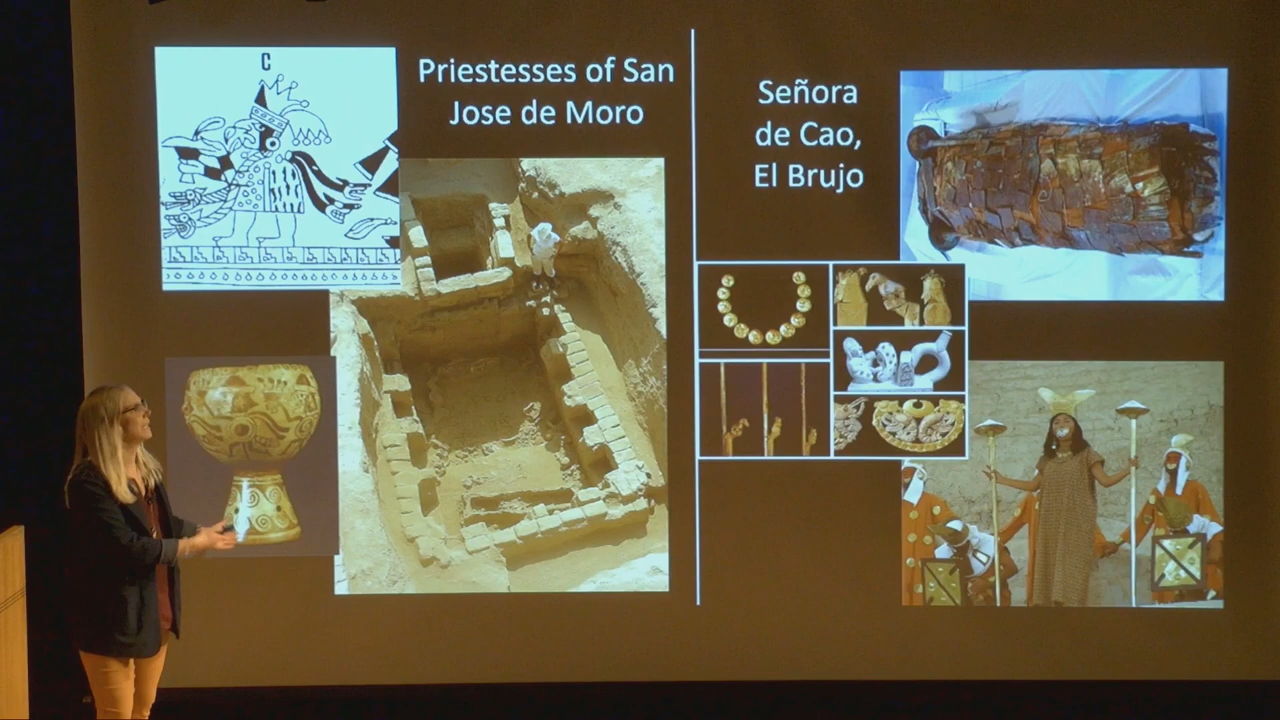 C
Priestesses of San
Jose de Moro
Señora
de Cao,
El Brujo